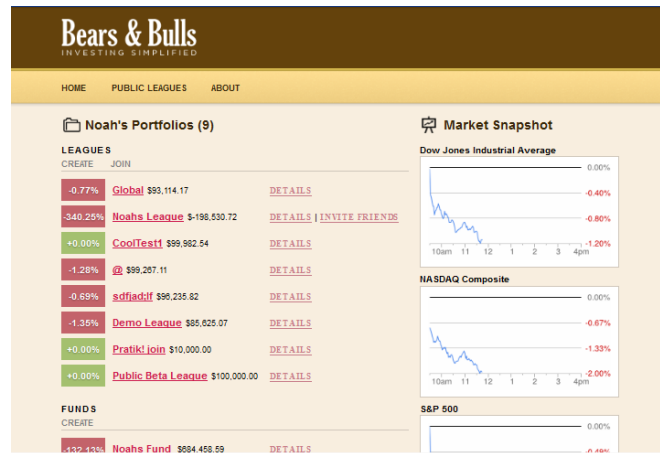 Bears & Bulls
INVESTING SIMPLIFIED
HOME PUBLIC LEAGUES ABOUT
Noah's Portfolios (9)
LEAGUES
CREATE JOIN
-0.77% Global $93,114.17 DETAILS
-340.25% Noahs League $-198,530.72 DETAILS | INVITE FRIENDS
+0.00% CoolTest1 $99,982.54 DETAILS
-1.28% @ $99,267.11 DETAILS
-0.69% sdfjad;lf $96,235.82 DETAILS
-1.35% Demo League $85,625.07 DETAILS
+0.00% Pratik! join $10,000.00 DETAILS
+0.00% Public Beta League $100,000.00 DETAILS
FUNDS
CREATE
-132.13% Noahs Fund $684,458.59 DETAILS
Market Snapshot
Dow Jones Industrial Average
0.00%
-0.40%
-0.80%
-1.20%
10am 11 12 1 2 3 4pm
NASDAQ Composite
0.00%
-0.67%
-1.33%
-2.00%
10am 11 12 1 2 3 4pm
S&P 500
0.00%
-0.49%